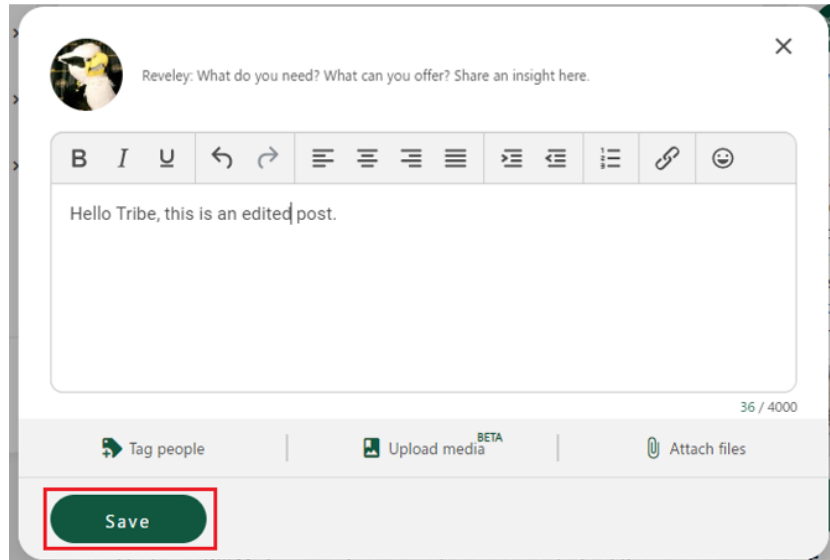 Reveley: What do you need? What can you offer? Share an insight here.
B I U
Hello Tribe, this is an edited post.
36 / 4000
Tag people
Upload media BETA
Attach files
Save